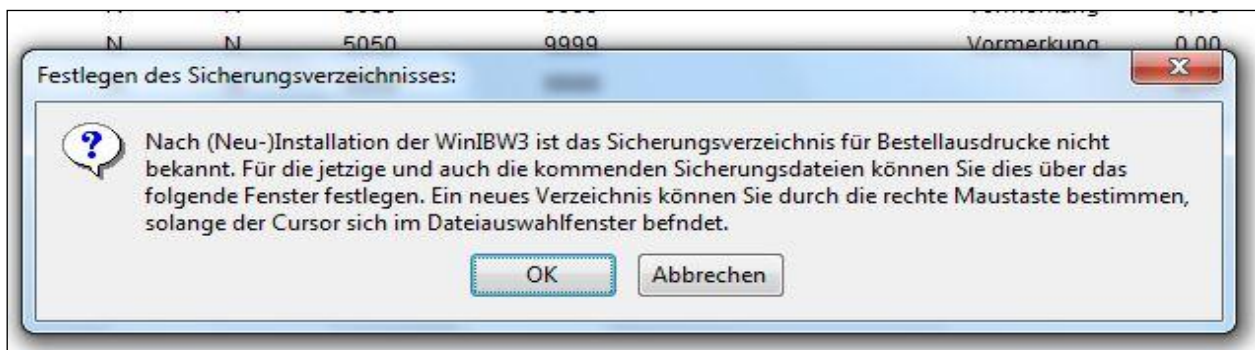 N N 5050 9999 Vormerkung 0,00
Festlegen des Sicherungsverzeichnisses:
Nach (Neu-)Installation der WinIBW3 ist das Sicherungsverzeichnis für Bestellausdrucke nicht
bekannt. Für die jetzige und auch die kommenden Sicherungsdateien können Sie dies über das
folgende Fenster festlegen. Ein neues Verzeichnis können Sie durch die rechte Maustaste bestimmen,
solange der Cursor sich im Dateiauswahlfenster befndet.
OK Abbrechen